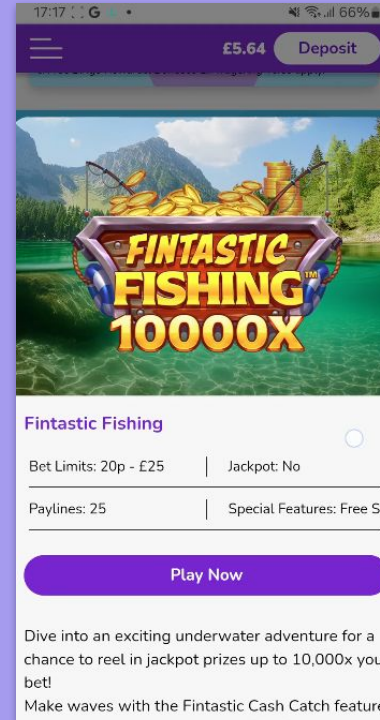 17:17 G
66%
£5.64 Deposit
FINTASTIC
FISHING™
10000X
Fintastic Fishing
Bet Limits: 20p - £25 Jackpot: No
Paylines: 25 Special Features: Free S
Play Now
Dive into an exciting underwater adventure for a
chance to reel in jackpot prizes up to 10,000x you
bet!
Make waves with the Fintastic Cash Catch feature